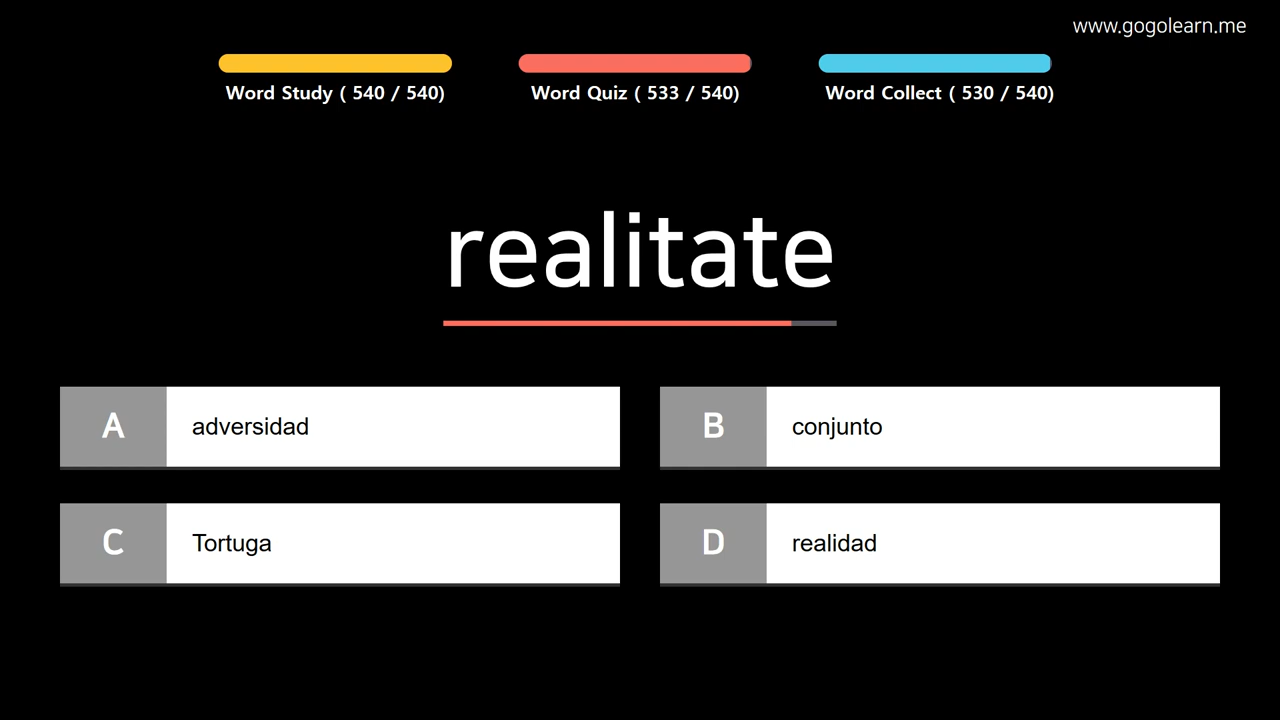 www.gogolearn.me
Word Study ( 540 / 540)
Word Quiz ( 533 / 540)
Word Collect ( 530 / 540)
realitate
A adversidad
B conjunto
C Tortuga
D realidad